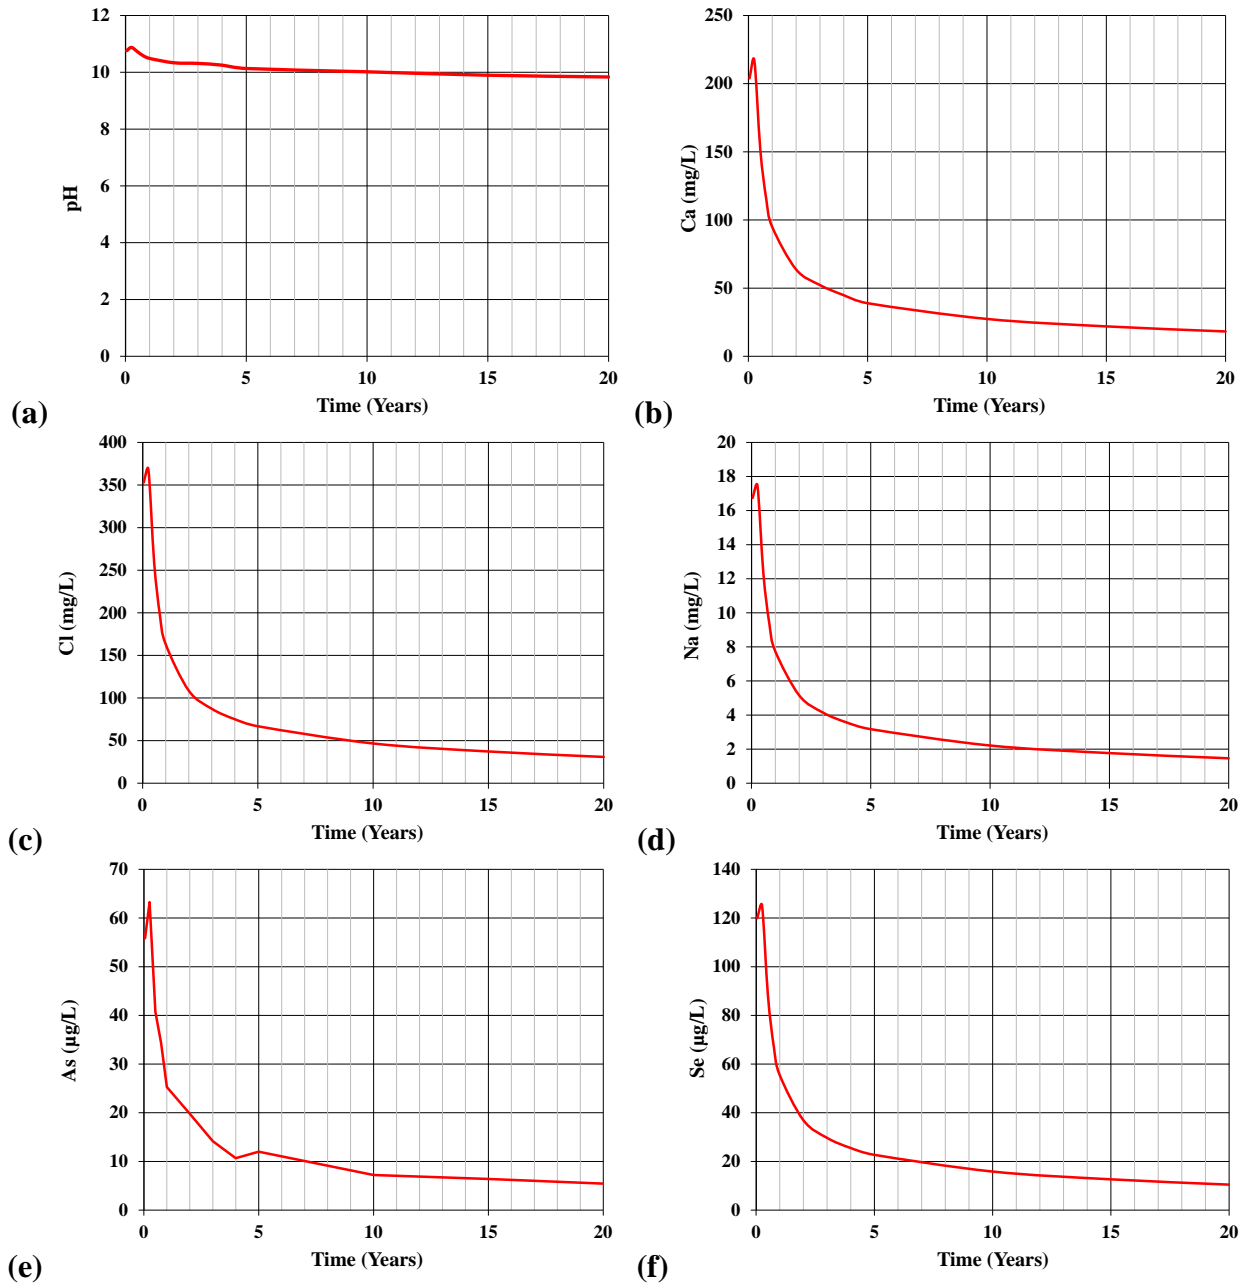 pH
12
10
8
6
4
2
0
0 5 10 15 20
Time (Years)
(a)
Ca (mg/L)
250
200
150
100
50
0
0 5 10 15 20
Time (Years)
(b)
Cl (mg/L)
400
350
300
250
200
150
100
50
0
0 5 10 15 20
Time (Years)
(c)
Na (mg/L)
20
18
16
14
12
10
8
6
4
2
0
0 5 10 15 20
Time (Years)
(d)
As (µg/L)
70
60
50
40
30
20
10
0
0 5 10 15 20
Time (Years)
(e)
Se (µg/L)
140
120
100
80
60
40
20
0
0 5 10 15 20
Time (Years)
(f)